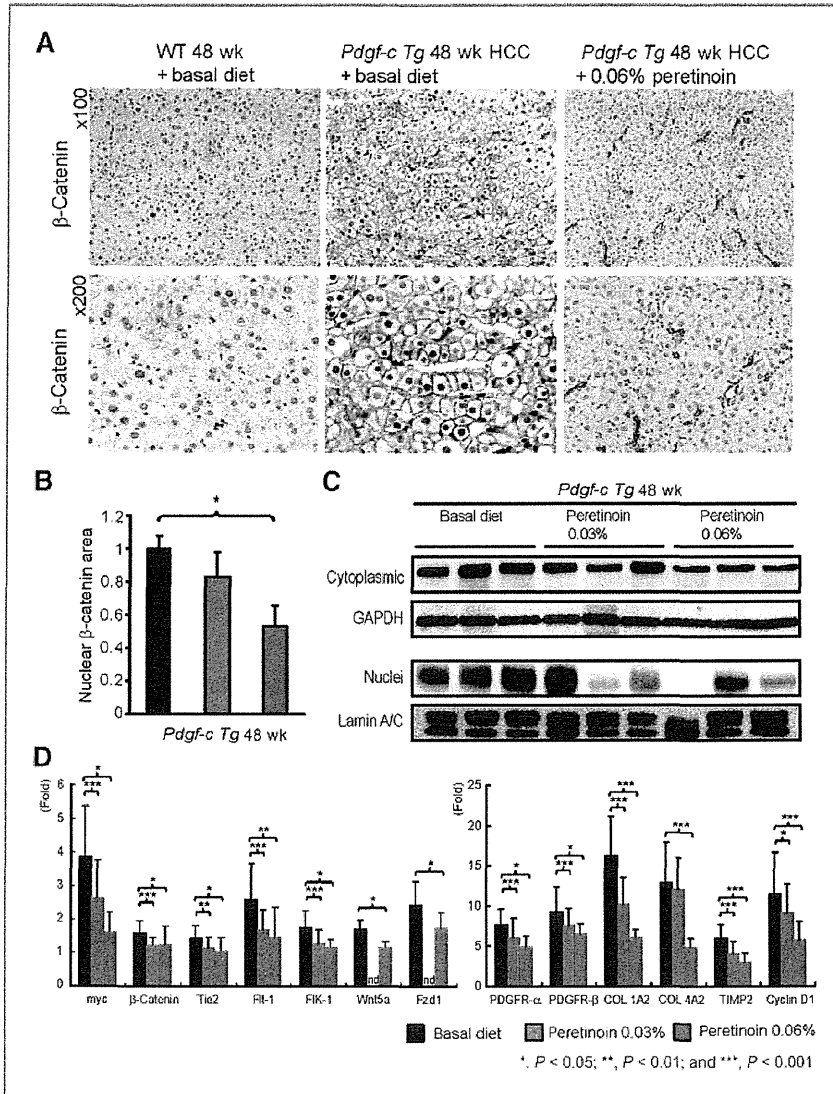 A
WT 48 wk
+ basal diet
Pdgf-c Tg 48 wk HCC
+ basal diet
Pdgf-c Tg 48 wk HCC
+ 0.06% peretinoin
β-Catenin
x100
β-Catenin
x200
B
*
Nuclear β-catenin area
1.2
1
0.8
0.6
0.4
0.2
0
Pdgf-c Tg 48 wk
C
Pdgf-c Tg 48 wk
Basal diet
Peretinoin
0.03%
Peretinoin
0.06%
Cytoplasmic
GAPDH
Nuclei
Lamin A/C
D
(Fold)
6
5
4
3
2
1
0
*
***
*
***
*
**
**
***
*
***
*
*
nd
nd
myc
β-Catenin
Tie2
Flt-1
FlK-1
Wnt5a
Fzd1
(Fold)
25
20
15
10
5
0
*
***
*
***
***
***
***
***
***
***
*
PDGFR-α
PDGFR-β
COL 1A2
COL 4A2
TIMP2
Cyclin D1
Basal diet
Peretinoin 0.03%
Peretinoin 0.06%
*, P < 0.05; **, P < 0.01; and ***, P < 0.001